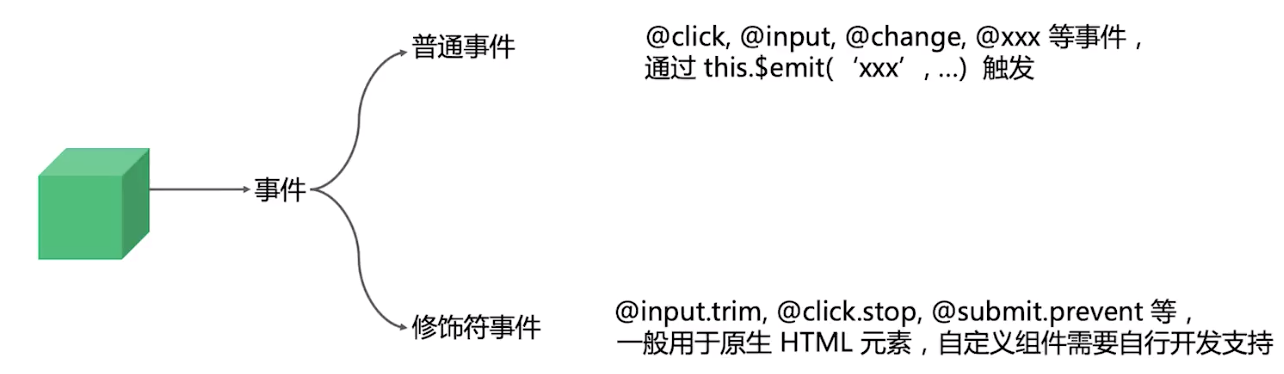 普通事件
@click, @input, @change, @xxx 等事件，
通过 this.$emit(‘xxx’, ...) 触发
事件
修饰符事件
@input.trim, @click.stop, @submit.prevent 等，
一般用于原生 HTML 元素，自定义组件需要自行开发支持